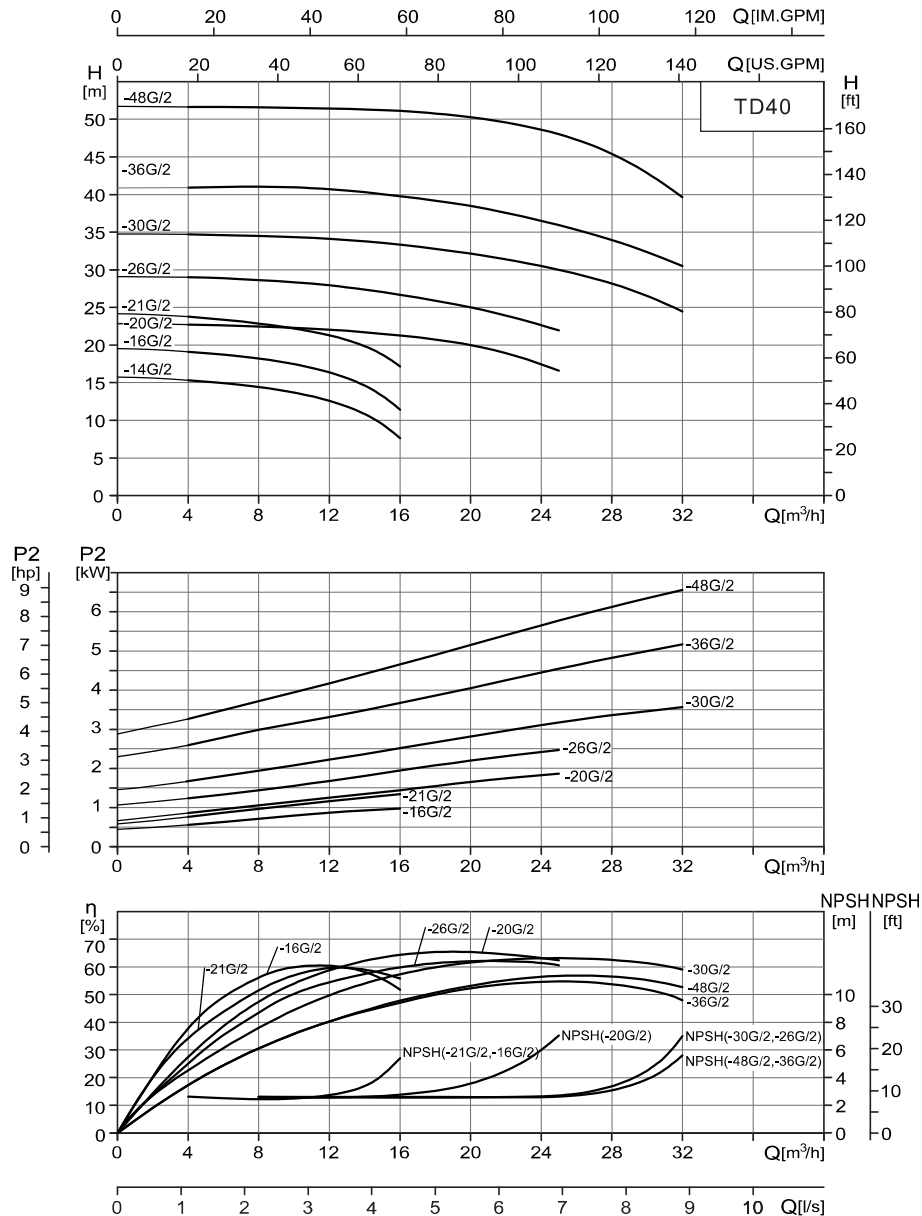 0 20 40 60 80 100 120 Q[IM.GPM]
0 20 40 60 80 100 120 140 Q[US.GPM]
H
[m]
H
[ft]
TD40
50
45
40
35
30
25
20
15
10
5
0
160
140
120
100
80
60
40
20
0
-48G/2
-36G/2
-30G/2
-26G/2
-21G/2
-20G/2
-16G/2
-14G/2
0 4 8 12 16 20 24 28 32 Q[m³/h]
P2
[hp]
P2
[kW]
9
8
7
6
5
4
3
2
1
0
6
5
4
3
2
1
0
-48G/2
-36G/2
-30G/2
-26G/2
-20G/2
-21G/2
-16G/2
0 4 8 12 16 20 24 28 32 Q[m³/h]
η
[%]
NPSH
[m]
NPSH
[ft]
70
60
50
40
30
20
10
0
10
8
6
4
2
0
30
20
10
0
-26G/2
-20G/2
-16G/2
-21G/2
-30G/2
-48G/2
-36G/2
NPSH(-21G/2,-16G/2)
NPSH(-20G/2)
NPSH(-30G/2,-26G/2)
NPSH(-48G/2,-36G/2)
0 4 8 12 16 20 24 28 32 Q[m³/h]
0 1 2 3 4 5 6 7 8 9 10 Q[l/s]